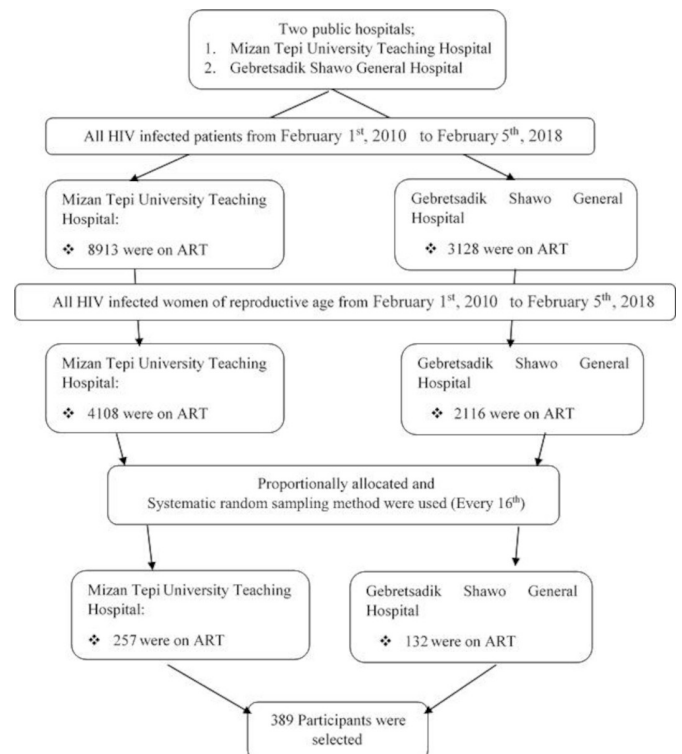 Two public hospitals;
1. Mizan Tepi University Teaching Hospital
2. Gebretsadik Shawo General Hospital
All HIV infected patients from February 1st, 2010 to February 5th, 2018
Mizan Tepi University Teaching
Hospital:
❖ 8913 were on ART
Gebretsadik Shawo General
Hospital
❖ 3128 were on ART
All HIV infected women of reproductive age from February 1st, 2010 to February 5th, 2018
Mizan Tepi University Teaching
Hospital:
❖ 4108 were on ART
Gebretsadik Shawo General
Hospital
❖ 2116 were on ART
Proportionally allocated and
Systematic random sampling method were used (Every 16th)
Mizan Tepi University Teaching
Hospital:
❖ 257 were on ART
Gebretsadik Shawo General
Hospital
❖ 132 were on ART
389 Participants were
selected